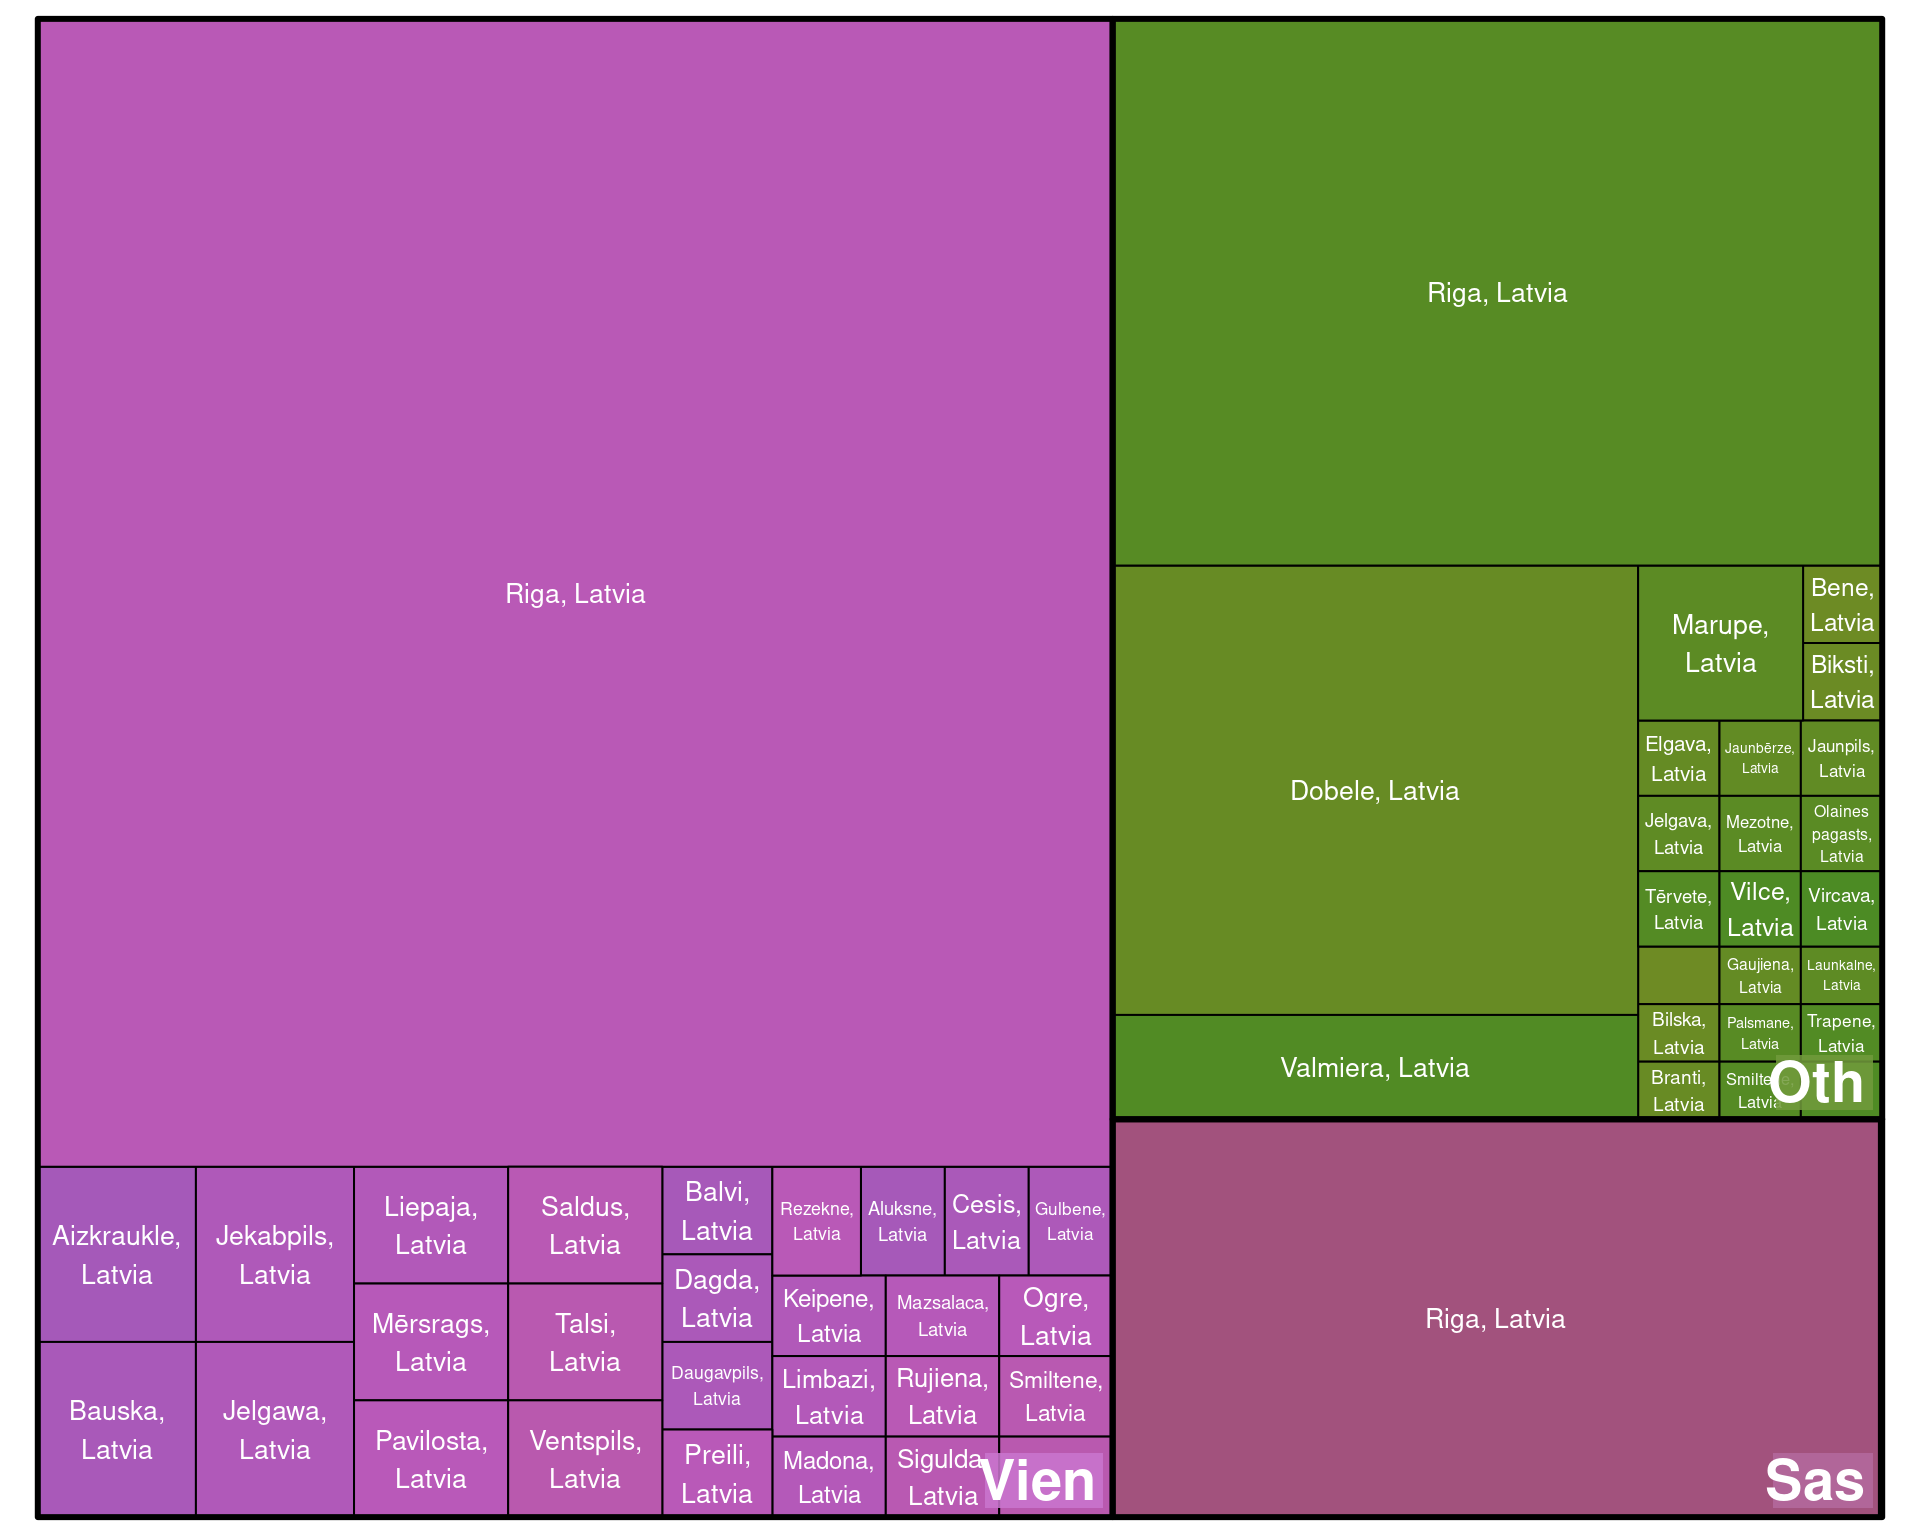 Riga, Latvia
Aizkraukle,
Latvia
Bauska,
Latvia
Jekabpils,
Latvia
Jelgawa,
Latvia
Liepaja,
Latvia
Mērsrags,
Latvia
Pavilosta,
Latvia
Saldus,
Latvia
Talsi,
Latvia
Ventspils,
Latvia
Balvi,
Latvia
Dagda,
Latvia
Daugavpils,
Latvia
Preili,
Latvia
Rezekne,
Latvia
Aluksne,
Latvia
Cesis,
Latvia
Gulbene,
Latvia
Keipene,
Latvia
Mazsalaca,
Latvia
Ogre,
Latvia
Limbazi,
Latvia
Rujiena,
Latvia
Smiltene,
Latvia
Madona,
Latvia
Sigulda,
Latvia
Vien
Riga, Latvia
Dobele, Latvia
Valmiera, Latvia
Marupe,
Latvia
Bene,
Latvia
Biksti,
Latvia
Elgava,
Latvia
Jaunbērze,
Latvia
Jaunpils,
Latvia
Jelgava,
Latvia
Mezotne,
Latvia
Olaines
pagasts,
Latvia
Tērvete,
Latvia
Vilce,
Latvia
Vircava,
Latvia
Gaujiena,
Latvia
Launkalne,
Latvia
Bilska,
Latvia
Palsmane,
Latvia
Trapene,
Latvia
Branti,
Latvia
Smiltene,
Latvia
Oth
Riga, Latvia
Sas